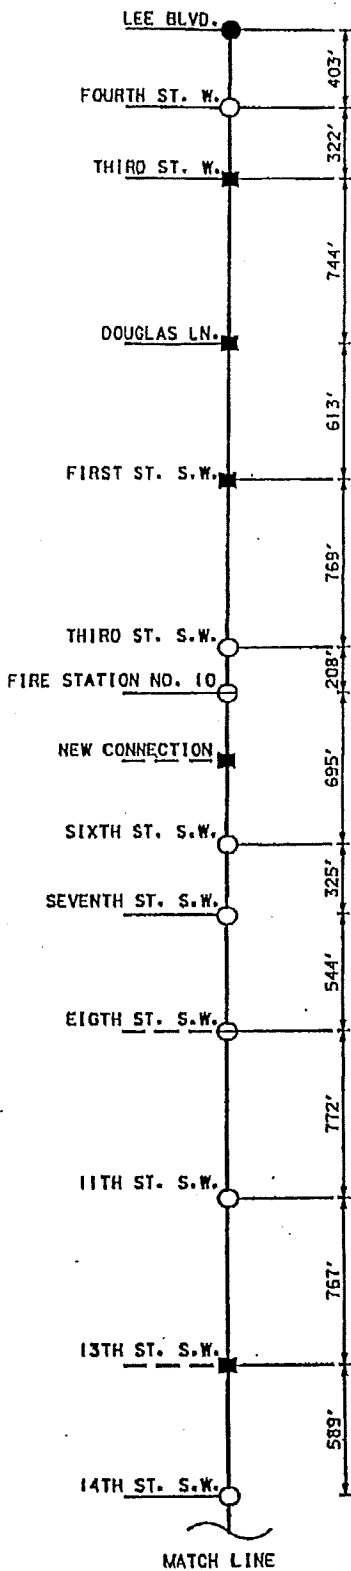 LEE BLVD.
403'
FOURTH ST. W.
322'
THIRD ST. W.
744'
DOUGLAS LN.
613'
FIRST ST. S.W.
769'
THIRD ST. S.W.
208'
FIRE STATION NO. 10
695'
NEW CONNECTION
SIXTH ST. S.W.
325'
SEVENTH ST. S.W.
544'
EIGTH ST. S.W.
772'
11TH ST. S.W.
767'
13TH ST. S.W.
589'
14TH ST. S.W.
MATCH LINE